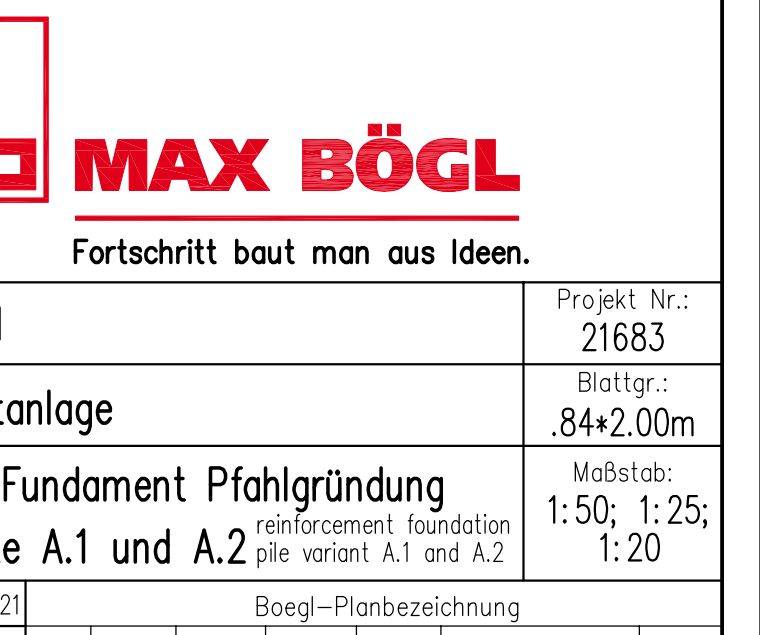 MAX BÖGL
Fortschritt baut man aus Ideen.
Projekt Nr.:
21683
tanlage
Blattgr.:
.84*2.00m
Fundament Pfahlgründung
e A.1 und A.2
reinforcement foundation
pile variant A.1 and A.2
Maßstab:
1:50; 1:25;
1:20
21
Boegl-Planbezeichnung